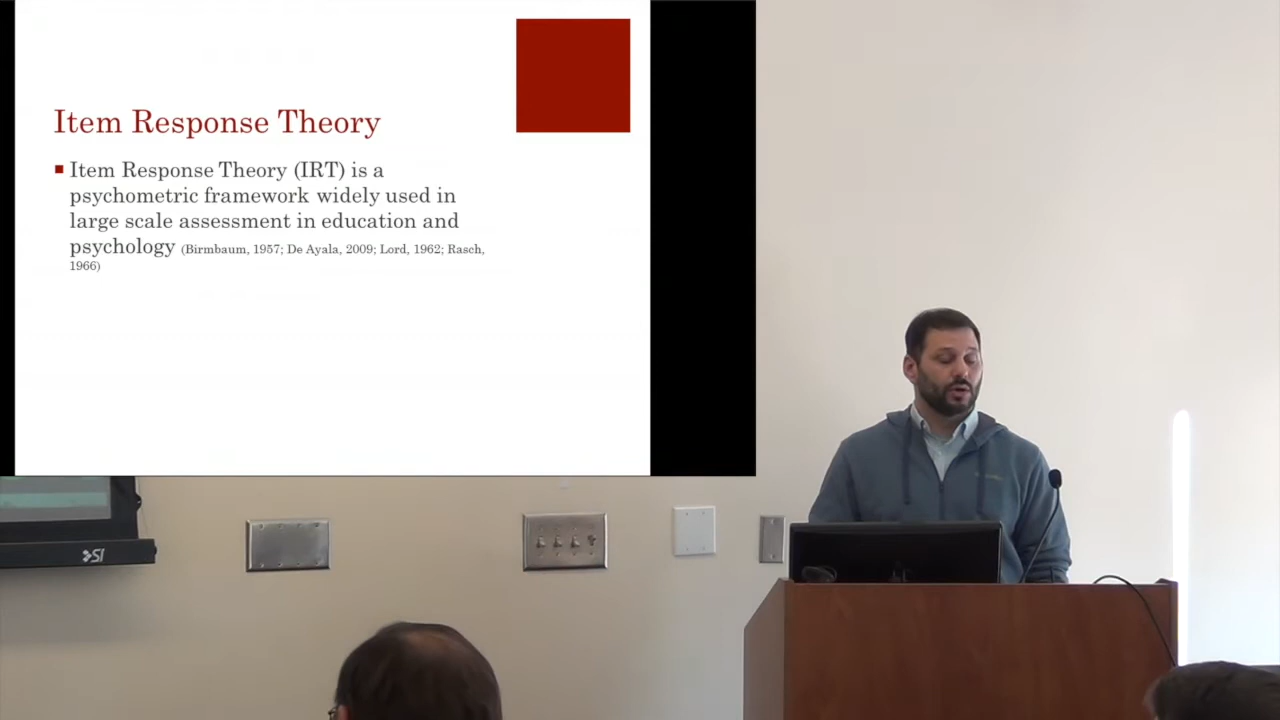 Item Response Theory
Item Response Theory (IRT) is a
psychometric framework widely used in
large scale assessment in education and
psychology (Birmbaum, 1957; De Ayala, 2009; Lord, 1962; Rasch,
1966)
SI